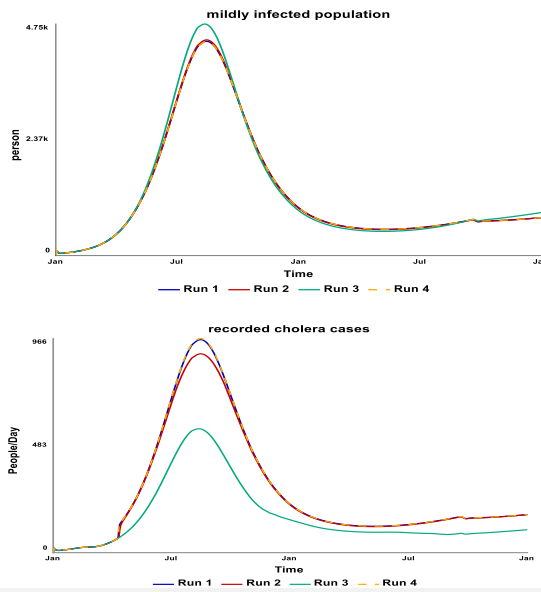 mildly infected population
4.75k
2.37k
0
person
Jan Jul Jan Jul Ja
Time
Run 1 Run 2 Run 3 Run 4
recorded cholera cases
966
483
0
People/Day
Jan Jul Jan Jul Jan
Time
Run 1 Run 2 Run 3 Run 4